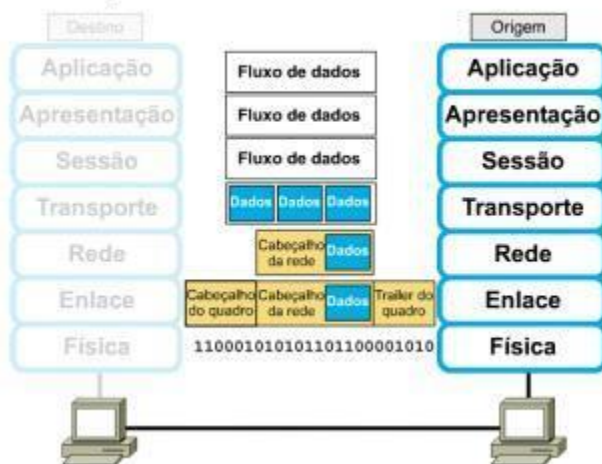 Destino
Origem
Aplicação
Fluxo de dados
Aplicação
Apresentação
Fluxo de dados
Apresentação
Sessão
Fluxo de dados
Sessão
Transporte
Dados Dados Dados
Transporte
Rede
Cabeçalho da rede
Dados
Rede
Enlace
Cabeçalho do quadro
Cabeçalho da rede
Dados
Trailer do quadro
Enlace
Física
110001010101101100001010
Física